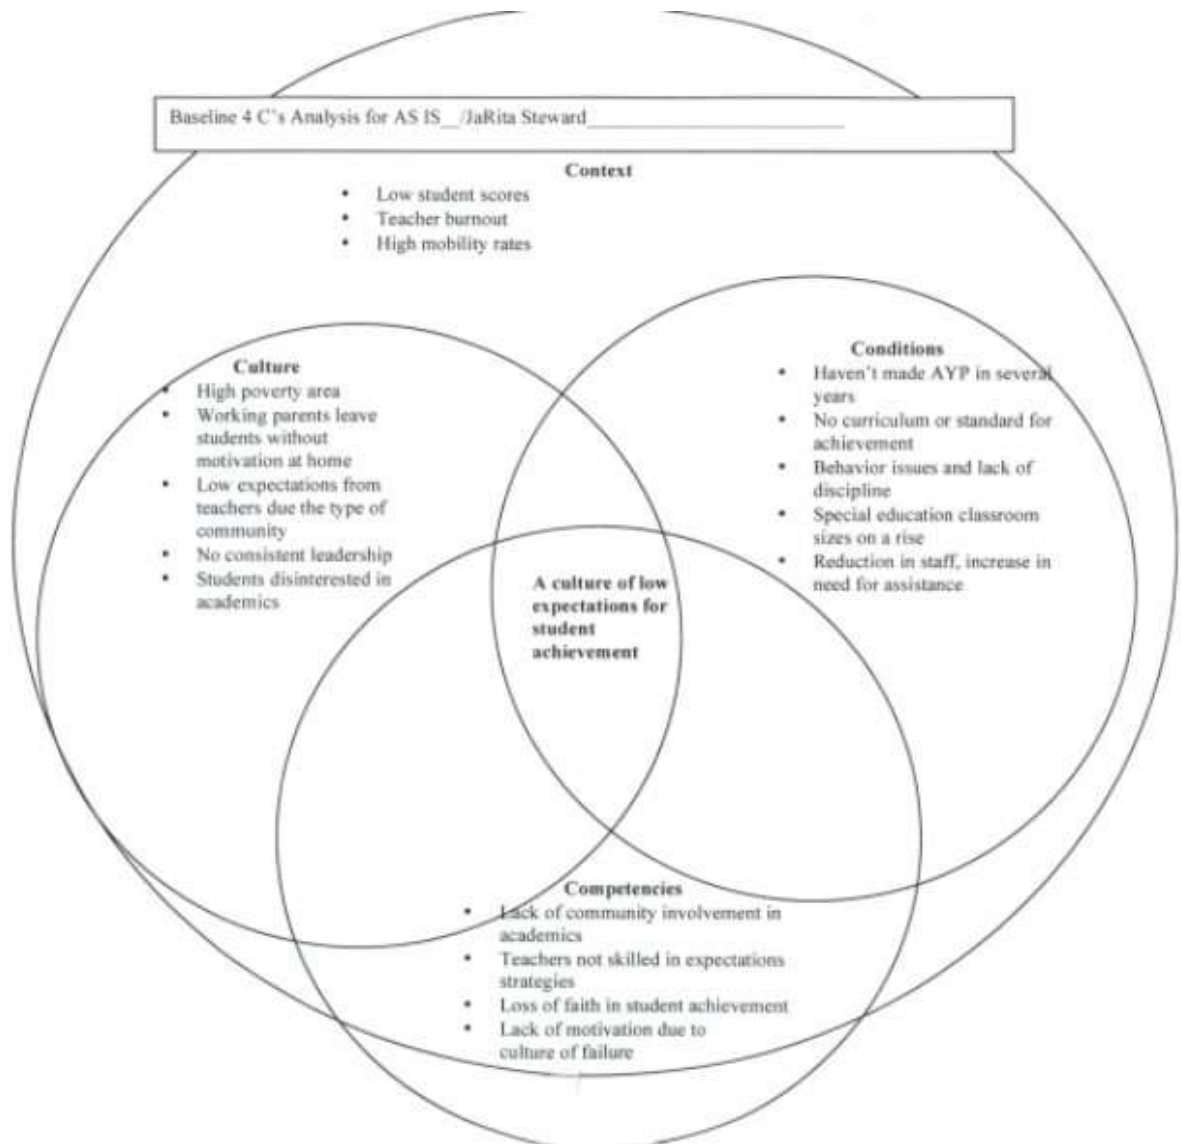 Baseline 4 C's Analysis for AS IS__/JaRita Steward__________________________
Context
• Low student scores
• Teacher burnout
• High mobility rates
Culture
• High poverty area
• Working parents leave
students without
motivation at home
• Low expectations from
teachers due the type of
community
• No consistent leadership
• Students disinterested in
academics
Conditions
• Haven't made AYP in several
years
• No curriculum or standard for
achievement
• Behavior issues and lack of
discipline
• Special education classroom
sizes on a rise
• Reduction in staff, increase in
need for assistance
A culture of low
expectations for
student
achievement
Competencies
• Lack of community involvement in
academics
• Teachers not skilled in expectations
strategies
• Loss of faith in student achievement
• Lack of motivation due to
culture of failure